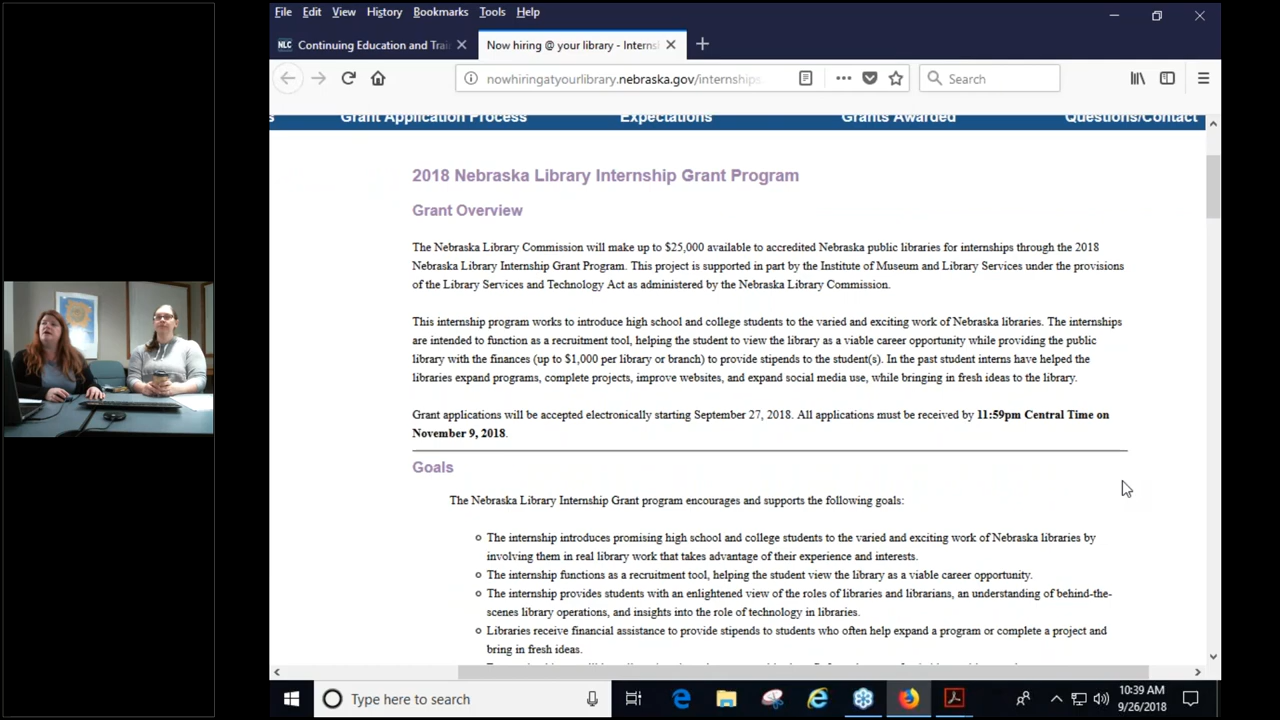 File Edit View History Bookmarks Tools Help
NLC Continuing Education and Trai
Now hiring @ your library - Interns
nowhiringatyourlibrary.nebraska.gov/internships
Search
Grant Application Process Expectations Grants Awarded Questions/Contact
2018 Nebraska Library Internship Grant Program
Grant Overview
The Nebraska Library Commission will make up to $25,000 available to accredited Nebraska public libraries for internships through the 2018
Nebraska Library Internship Grant Program. This project is supported in part by the Institute of Museum and Library Services under the provisions
of the Library Services and Technology Act as administered by the Nebraska Library Commission.
This internship program works to introduce high school and college students to the varied and exciting work of Nebraska libraries. The internships
are intended to function as a recruitment tool, helping the student to view the library as a viable career opportunity while providing the public
library with the finances (up to $1,000 per library or branch) to provide stipends to the student(s). In the past student interns have helped the
libraries expand programs, complete projects, improve websites, and expand social media use, while bringing in fresh ideas to the library.
Grant applications will be accepted electronically starting September 27, 2018. All applications must be received by 11:59pm Central Time on
November 9, 2018.
Goals
The Nebraska Library Internship Grant program encourages and supports the following goals:
The internship introduces promising high school and college students to the varied and exciting work of Nebraska libraries by
involving them in real library work that takes advantage of their experience and interests.
The internship functions as a recruitment tool, helping the student view the library as a viable career opportunity.
The internship provides students with an enlightened view of the roles of libraries and librarians, an understanding of behind-the-
scenes library operations, and insights into the role of technology in libraries.
Libraries receive financial assistance to provide stipends to students who often help expand a program or complete a project and
bring in fresh ideas.
Type here to search
10:39 AM
9/26/2018